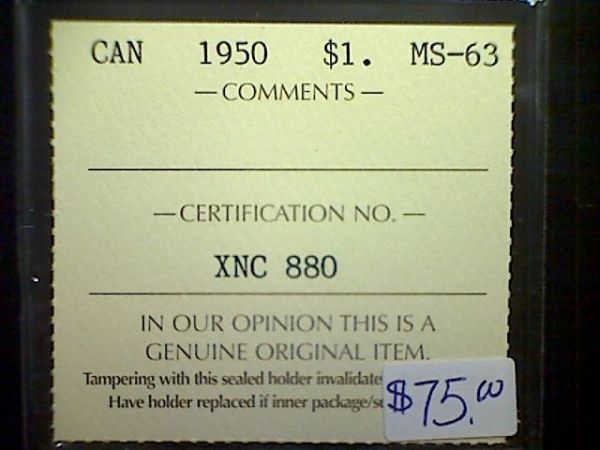 CAN 1950 $1. MS-63
— COMMENTS —
— CERTIFICATION NO. —
XNC 880
IN OUR OPINION THIS IS A
GENUINE ORIGINAL ITEM.
Tampering with this sealed holder invalidate
Have holder replaced if inner package/se
$75.00